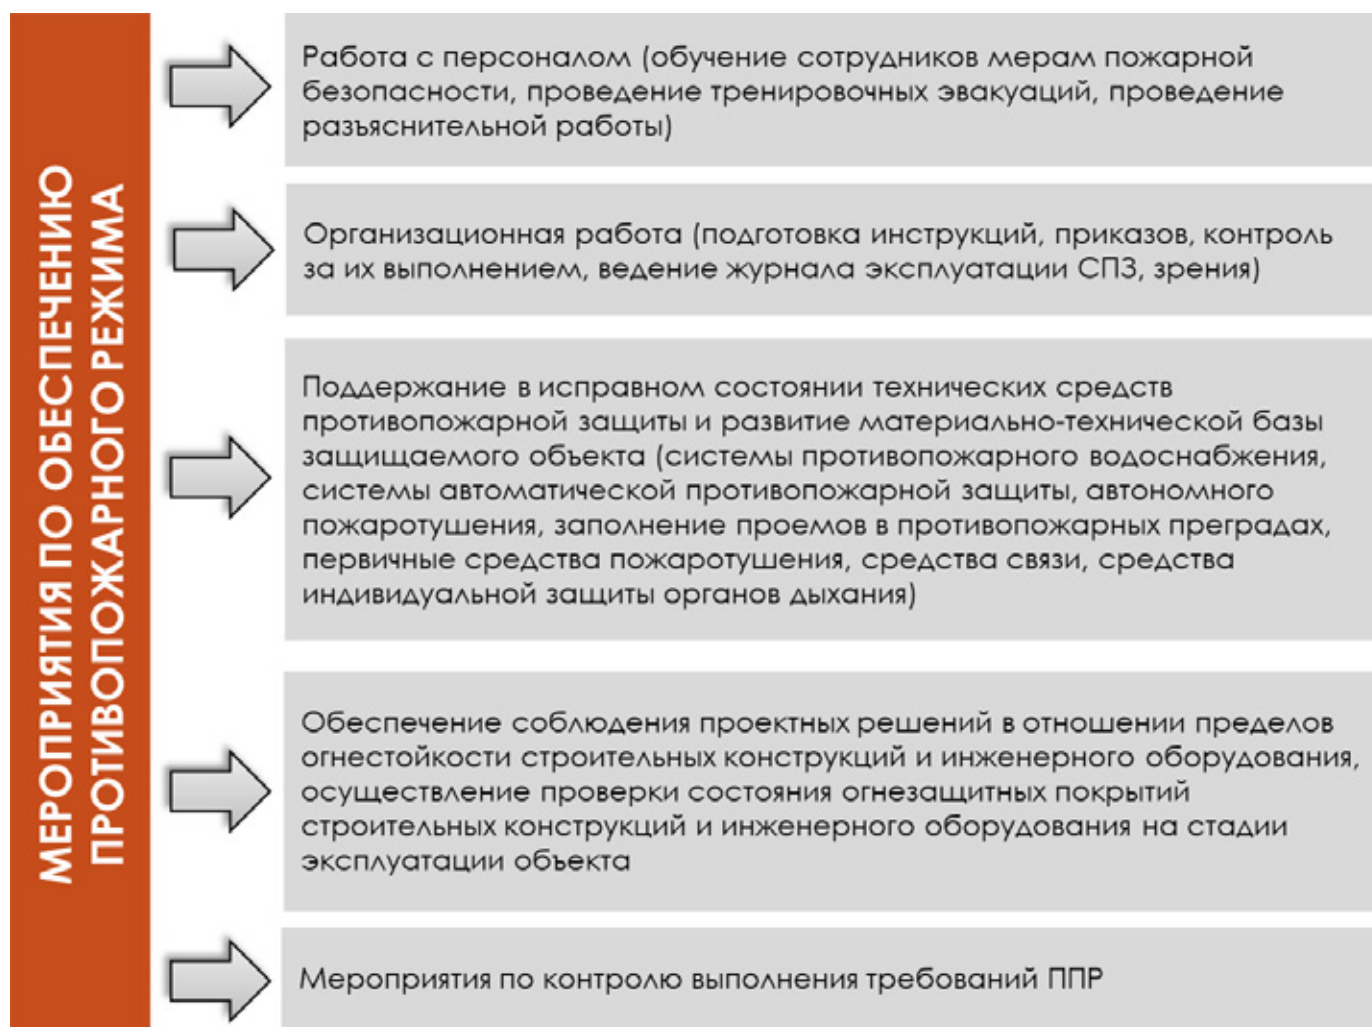 МЕРОПРИЯТИЯ ПО ОБЕСПЕЧЕНИЮ
ПРОТИВОПОЖАРНОГО РЕЖИМА
Работа с персоналом (обучение сотрудников мерам пожарной
безопасности, проведение тренировочных эвакуаций, проведение
разъяснительной работы)
Организационная работа (подготовка инструкций, приказов, контроль
за их выполнением, ведение журнала эксплуатации СПЗ, зрения)
Поддержание в исправном состоянии технических средств
противопожарной защиты и развитие материально-технической базы
защищаемого объекта (системы противопожарного водоснабжения,
системы автоматической противопожарной защиты, автономного
пожаротушения, заполнение проемов в противопожарных преградах,
первичные средства пожаротушения, средства связи, средства
индивидуальной защиты органов дыхания)
Обеспечение соблюдения проектных решений в отношении пределов
огнестойкости строительных конструкций и инженерного оборудования,
осуществление проверки состояния огнезащитных покрытий
строительных конструкций и инженерного оборудования на стадии
эксплуатации объекта
Мероприятия по контролю выполнения требований ППР